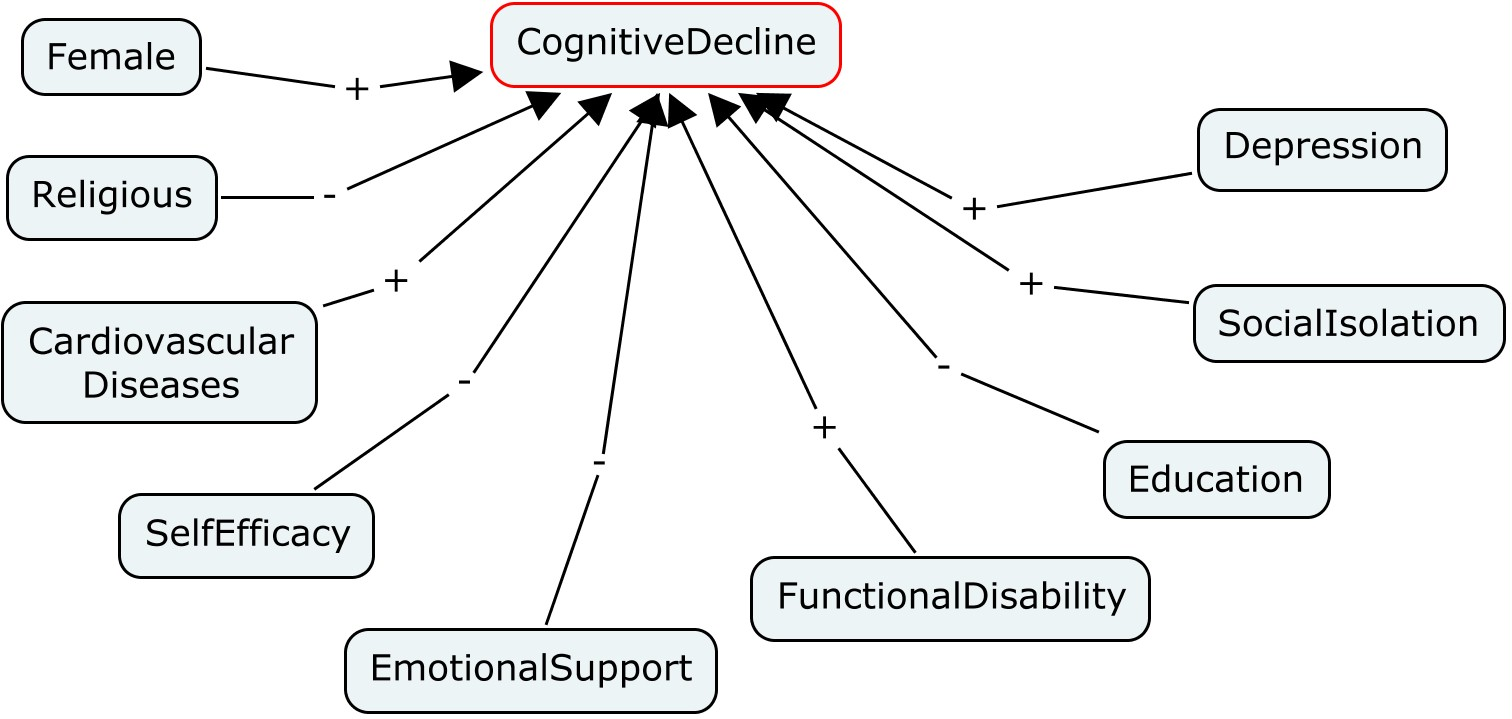 CognitiveDecline
Female
+
Religious
-
Cardiovascular
Diseases
+
SelfEfficacy
-
EmotionalSupport
-
FunctionalDisability
+
Education
-
SocialIsolation
+
Depression
+